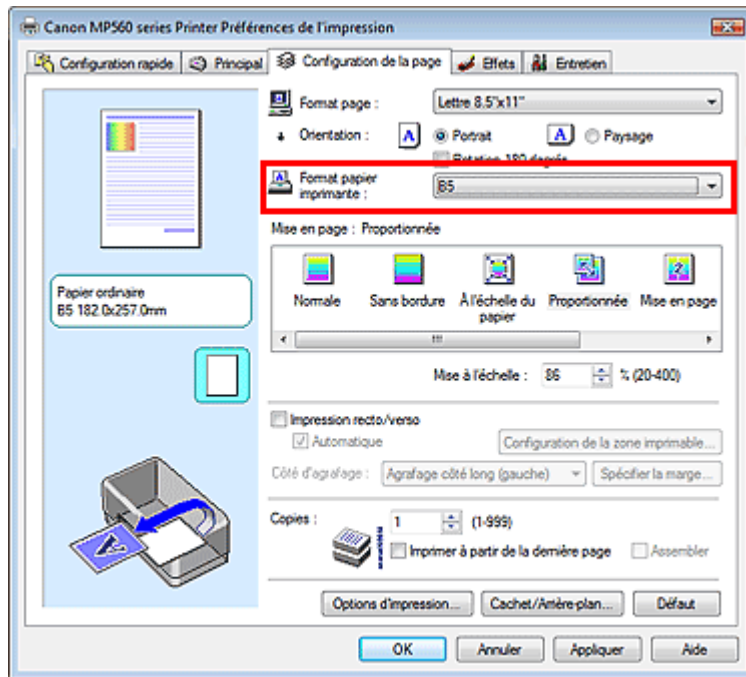 Canon MP560 series Printer Préférences de l'impression
Configuration rapide Principal Configuration de la page Effets Entretien
Format page : Lettre 8.5"x11"
Orientation : A Portrait A Paysage
Rotation 180 degrés
Format papier imprimante : B5
Mise en page : Proportionnée
Normale Sans bordure À l'échelle du papier Proportionnée Mise en page
Papier ordinaire
B5 182.0x257.0mm
Mise à l'échelle : 86 % (20-400)
Impression recto/verso
Automatique Configuration de la zone imprimable...
Côté d'agrafage : Agrafage côté long (gauche) Spécifier la marge...
Copies : 1 (1-999)
Imprimer à partir de la dernière page Assembler
Options d'impression... Cachet/Arrière-plan... Défaut
OK Annuler Appliquer Aide